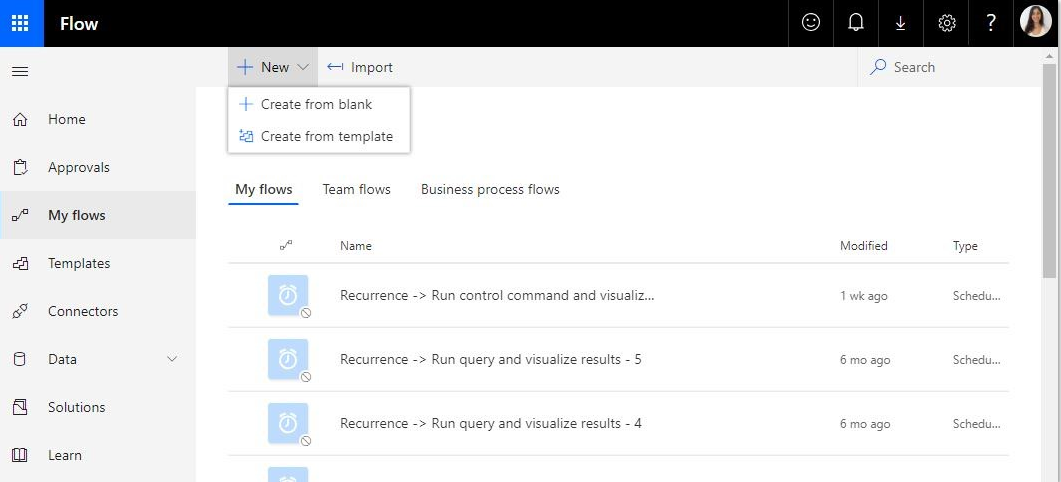 Flow
?
New
Import
Search
Create from blank
Create from template
Home
Approvals
My flows
Templates
Connectors
Data
Solutions
Learn
My flows Team flows Business process flows
Name Modified Type
Recurrence -> Run control command and visualiz... 1 wk ago Schedu...
Recurrence -> Run query and visualize results - 5 6 mo ago Schedu...
Recurrence -> Run query and visualize results - 4 6 mo ago Schedu...